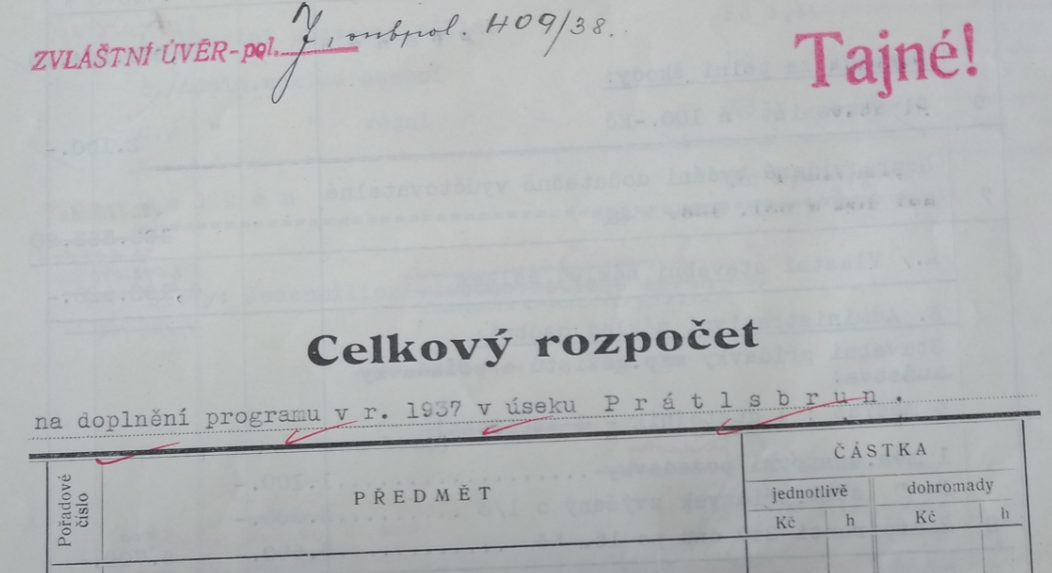 ZVLÁŠTNÍ ÚVĚR-pol. J, subpol. 409/38.
Tajné!
Celkový rozpočet
na doplnění programu v r. 1937 v úseku P r á t l s b r u n .
Pořadové číslo
PŘEDMĚT
ČÁSTKA
jednotlivě
dohromady
Kč h Kč h